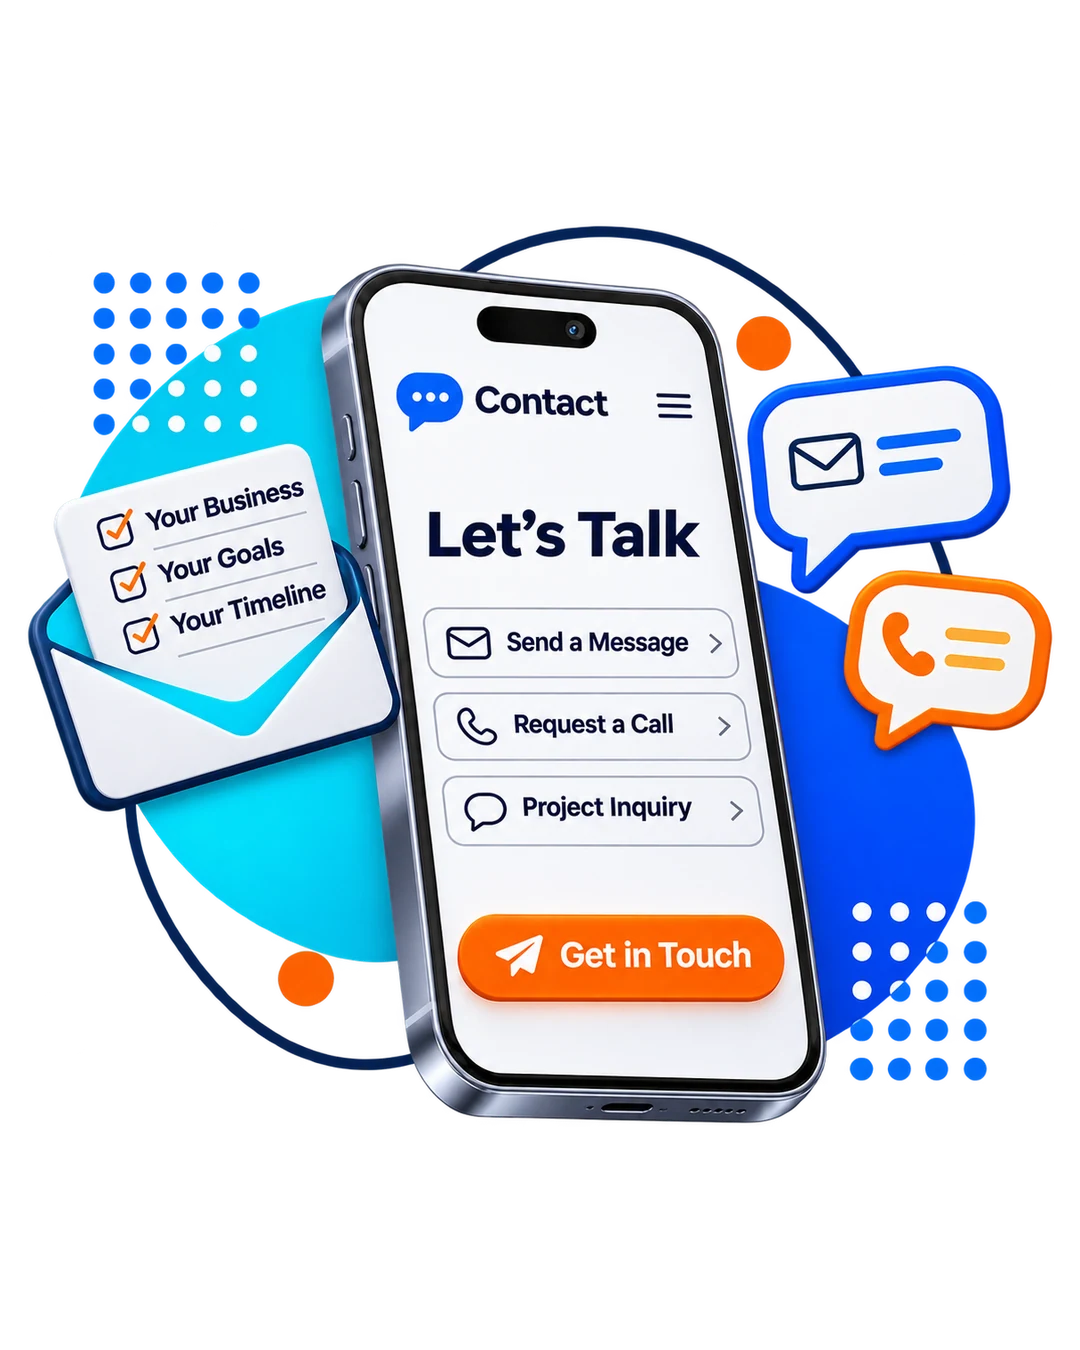 Contact
Let's Talk
Send a Message
Request a Call
Project Inquiry
Get in Touch
Your Business
Your Goals
Your Timeline